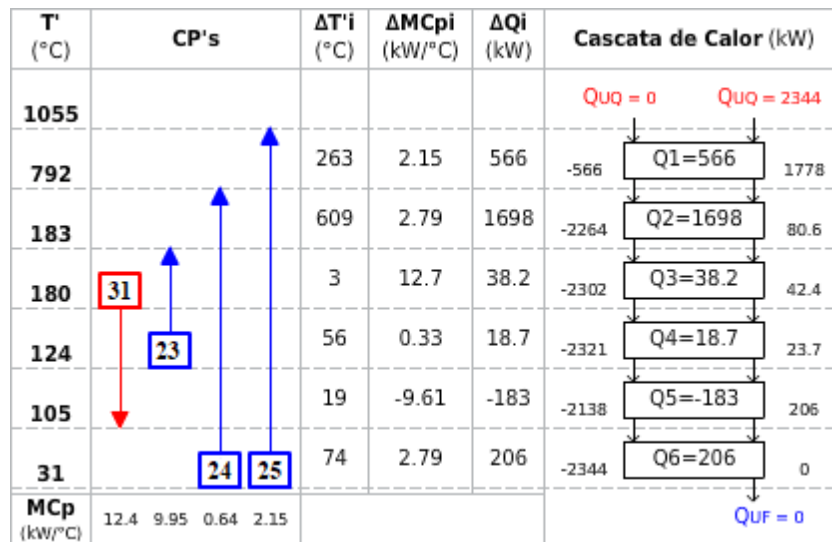 T' (°C) CP's ΔT'i (°C) ΔMCpi (kW/°C) ΔQi (kW) Cascata de Calor (kW)
QUQ = 0 QUQ = 2344
1055
263 2.15 566 -566 Q1=566 1778
792
609 2.79 1698 -2264 Q2=1698 80.6
183
3 12.7 38.2 -2302 Q3=38.2 42.4
180 31
23 56 0.33 18.7 -2321 Q4=18.7 23.7
124
19 -9.61 -183 -2138 Q5=-183 206
105
24 25 74 2.79 206 -2344 Q6=206 0
31
MCp (kW/°C) 12.4 9.95 0.64 2.15 QUF = 0